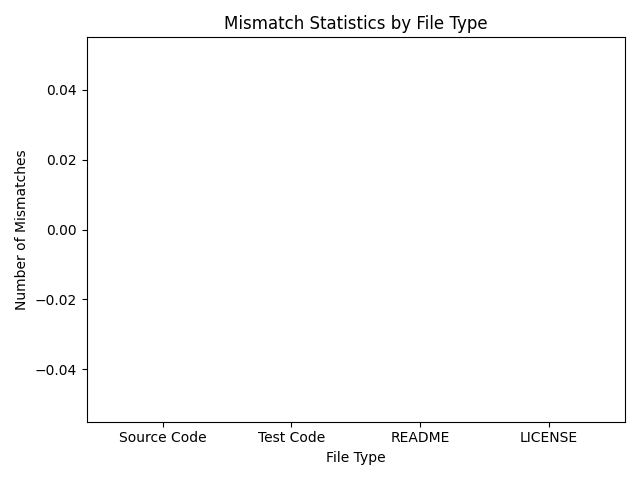 Mismatch Statistics by File Type
Number of Mismatches
0.04
0.02
0.00
−0.02
−0.04
Source Code
Test Code
README
LICENSE
File Type